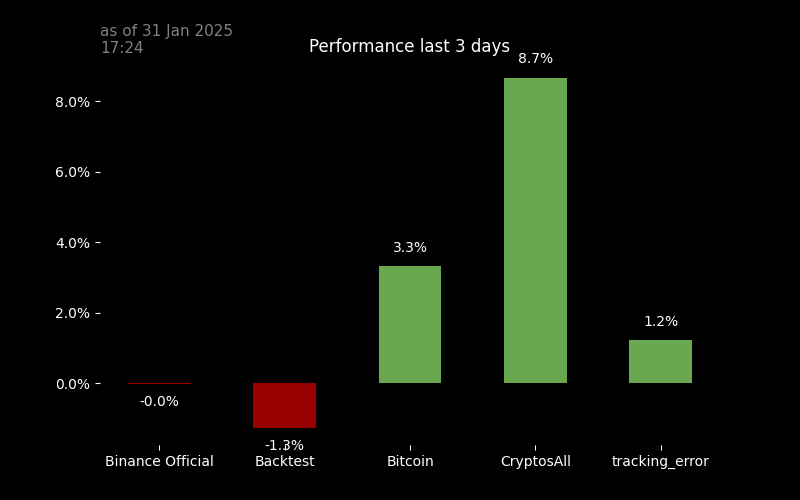 as of 31 Jan 2025
17:24
Performance last 3 days
8.7%
8.0%
6.0%
4.0%
3.3%
2.0%
1.2%
0.0%
-0.0%
-1.3%
Binance Official
Backtest
Bitcoin
CryptosAll
tracking_error